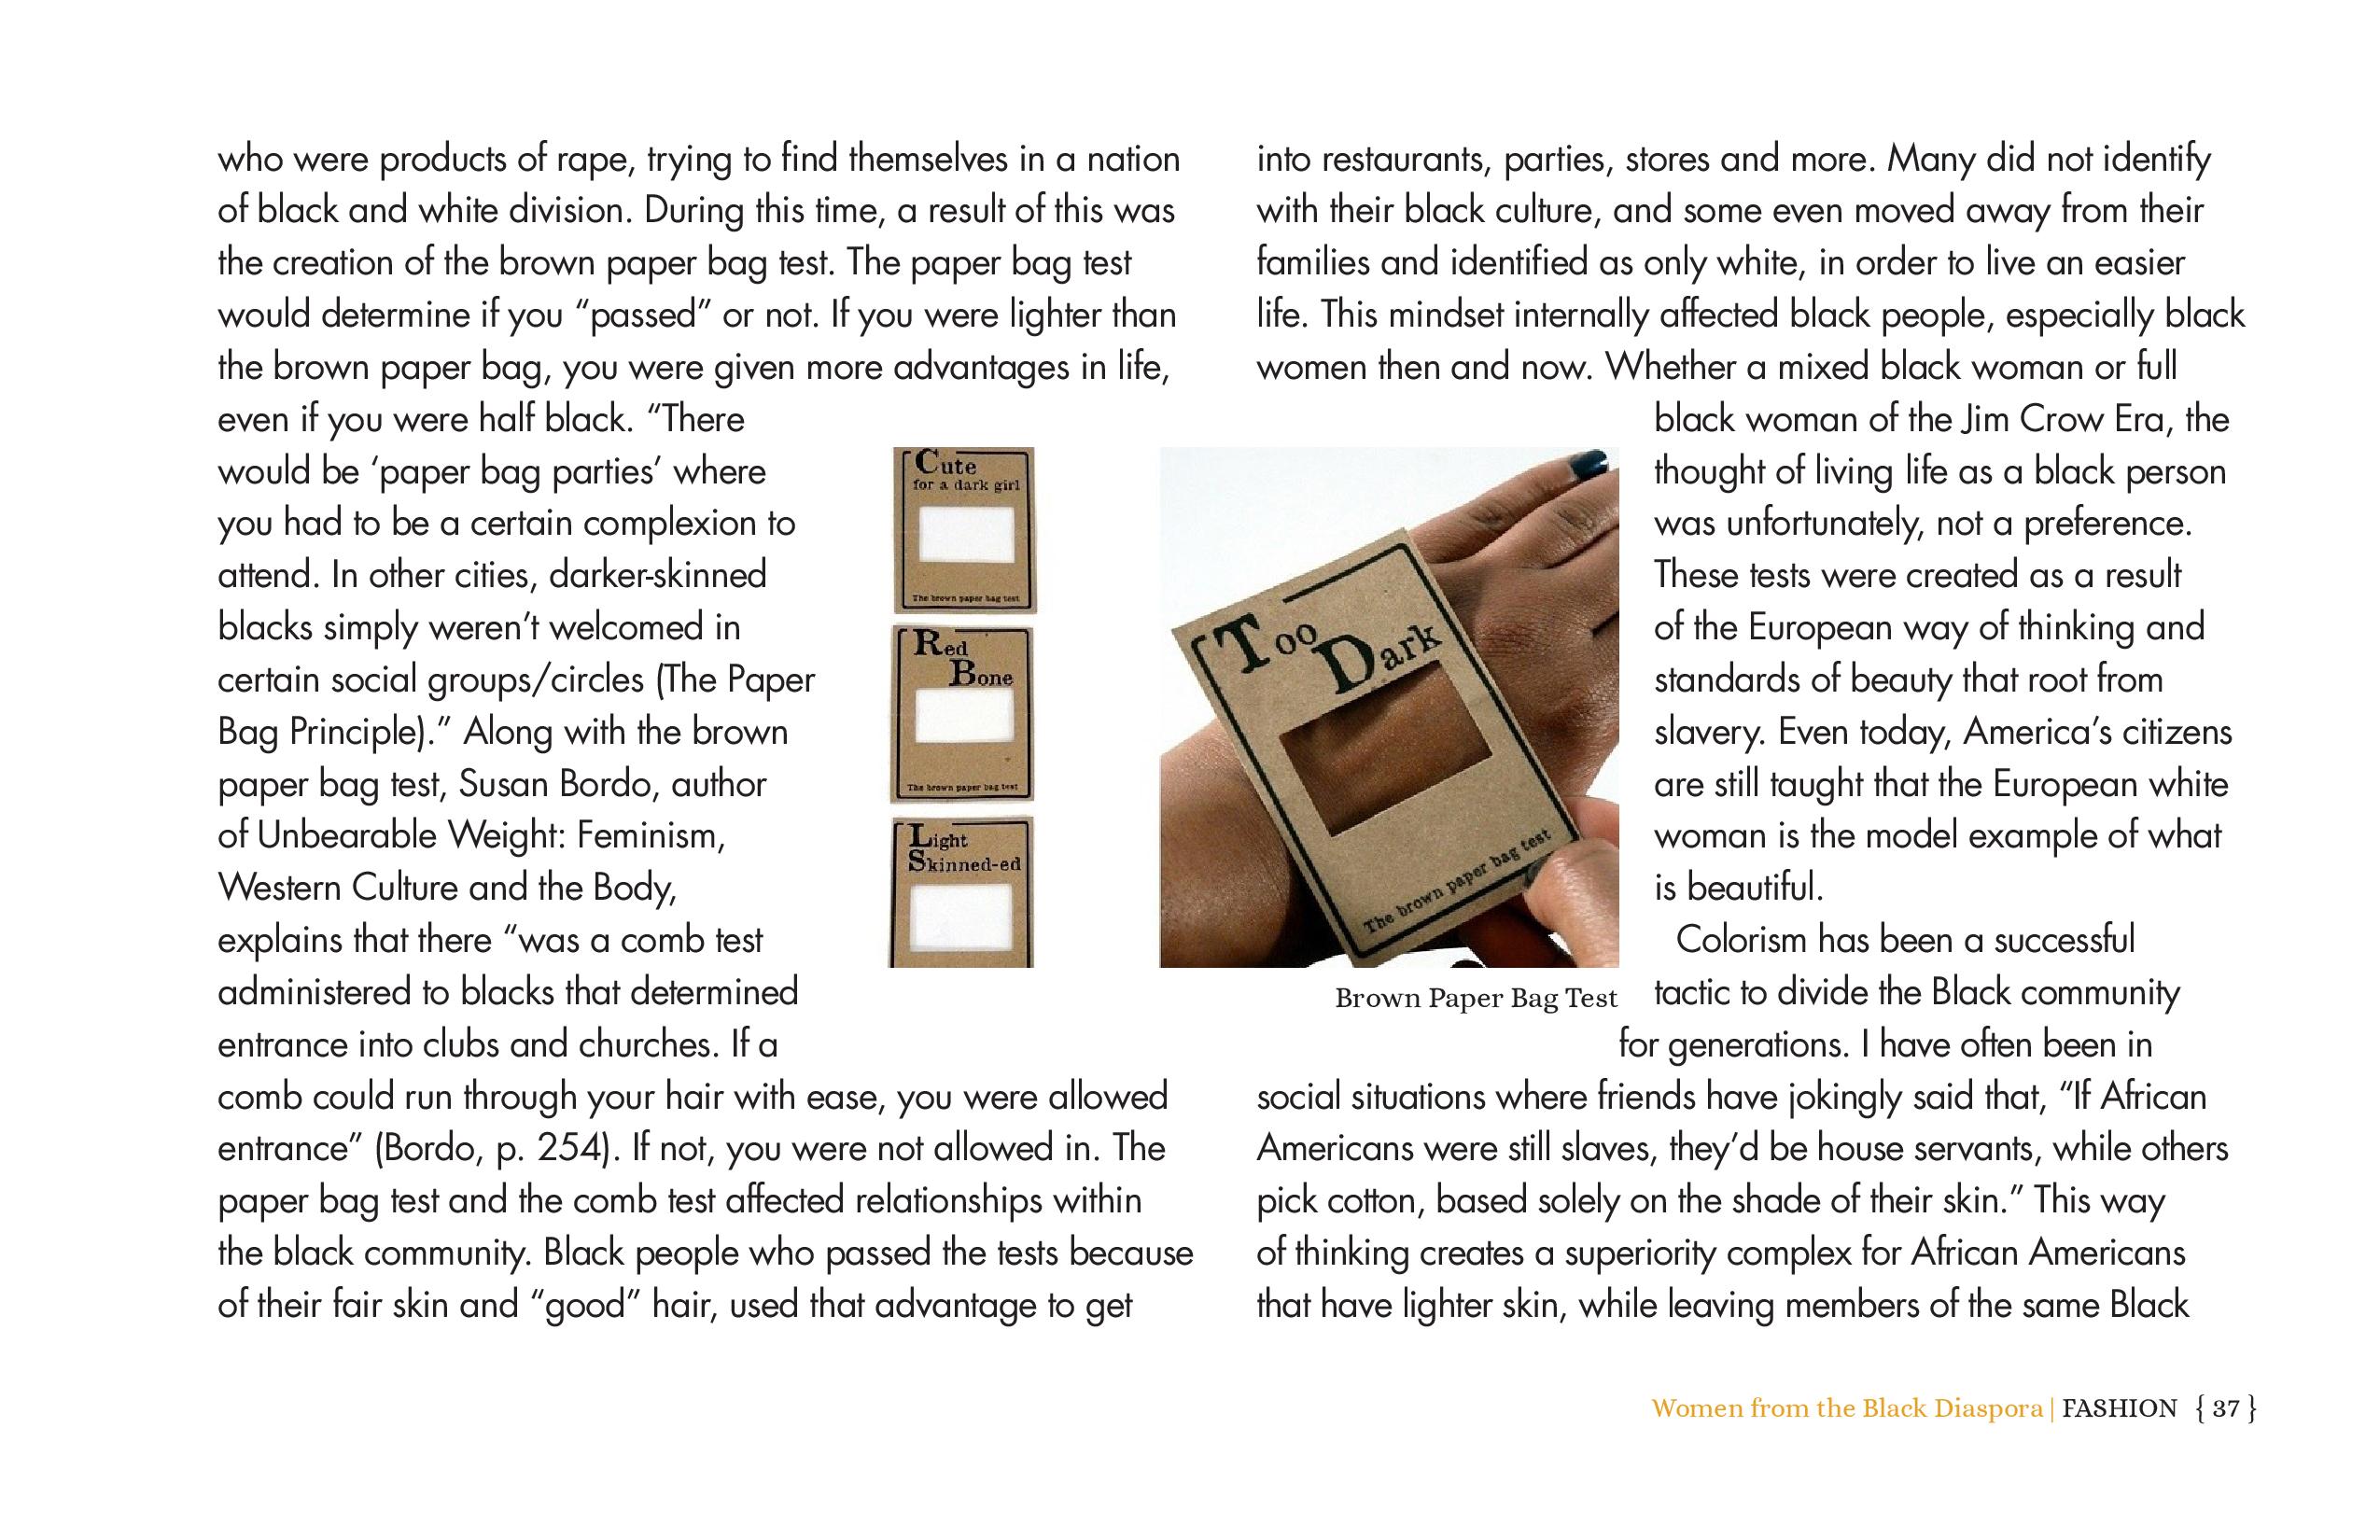 who were products of rape, trying to find themselves in a nation
of black and white division. During this time, a result of this was
the creation of the brown paper bag test. The paper bag test
would determine if you “passed” or not. If you were lighter than
the brown paper bag, you were given more advantages in life,
even if you were half black. “There
would be ‘paper bag parties’ where
you had to be a certain complexion to
attend. In other cities, darker-skinned
blacks simply weren’t welcomed in
certain social groups/circles (The Paper
Bag Principle).” Along with the brown
paper bag test, Susan Bordo, author
of Unbearable Weight: Feminism,
Western Culture and the Body,
explains that there “was a comb test
administered to blacks that determined
entrance into clubs and churches. If a
comb could run through your hair with ease, you were allowed
entrance” (Bordo, p. 254). If not, you were not allowed in. The
paper bag test and the comb test affected relationships within
the black community. Black people who passed the tests because
of their fair skin and “good” hair, used that advantage to get
Cute
for a dark girl
The brown paper bag test
Red
Bone
The brown paper bag test
Light
Skinned-ed
Too
Dark
The brown paper bag test
Brown Paper Bag Test
into restaurants, parties, stores and more. Many did not identify
with their black culture, and some even moved away from their
families and identified as only white, in order to live an easier
life. This mindset internally affected black people, especially black
women then and now. Whether a mixed black woman or full
black woman of the Jim Crow Era, the
thought of living life as a black person
was unfortunately, not a preference.
These tests were created as a result
of the European way of thinking and
standards of beauty that root from
slavery. Even today, America’s citizens
are still taught that the European white
woman is the model example of what
is beautiful.
Colorism has been a successful
tactic to divide the Black community
for generations. I have often been in
social situations where friends have jokingly said that, “If African
Americans were still slaves, they’d be house servants, while others
pick cotton, based solely on the shade of their skin.” This way
of thinking creates a superiority complex for African Americans
that have lighter skin, while leaving members of the same Black
Women from the Black Diaspora| FASHION { 37 }